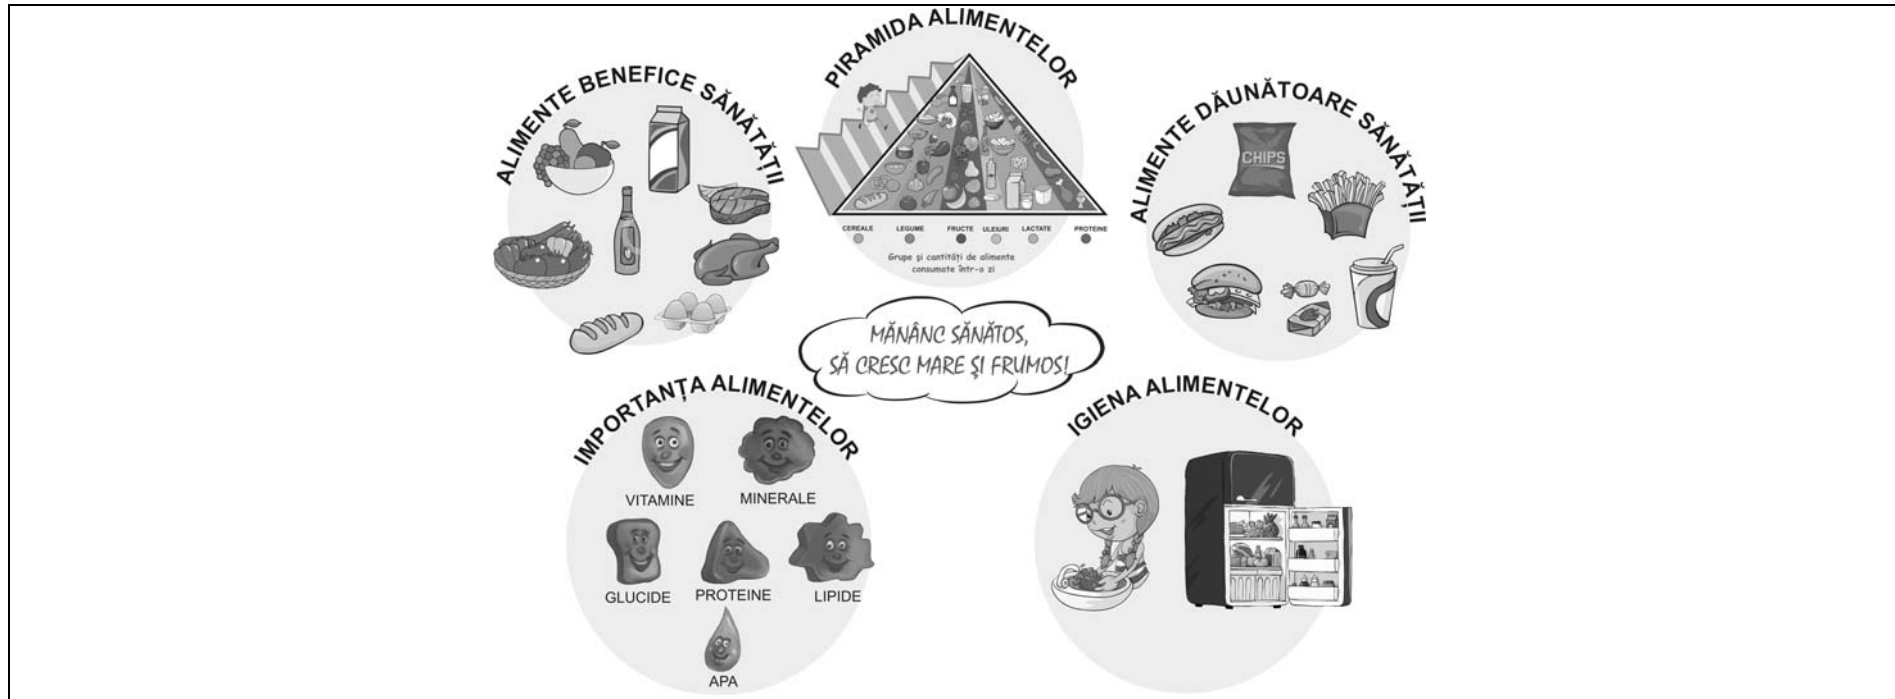 PIRAMIDA ALIMENTELOR
CEREALE LEGUME FRUCTE ULEIURI LACTATE PROTEINE
Grupe și cantități de alimente
consumate într-o zi
ALIMENTE BENEFICE SĂNĂTĂȚII
ALIMENTE DĂUNĂTOARE SĂNĂTĂȚII
CHIPS
MĂNÂNC SĂNĂTOS,
SĂ CRESC MARE ŞI FRUMOS!
IMPORTANȚA ALIMENTELOR
VITAMINE MINERALE
GLUCIDE PROTEINE LIPIDE
APA
IGIENA ALIMENTELOR